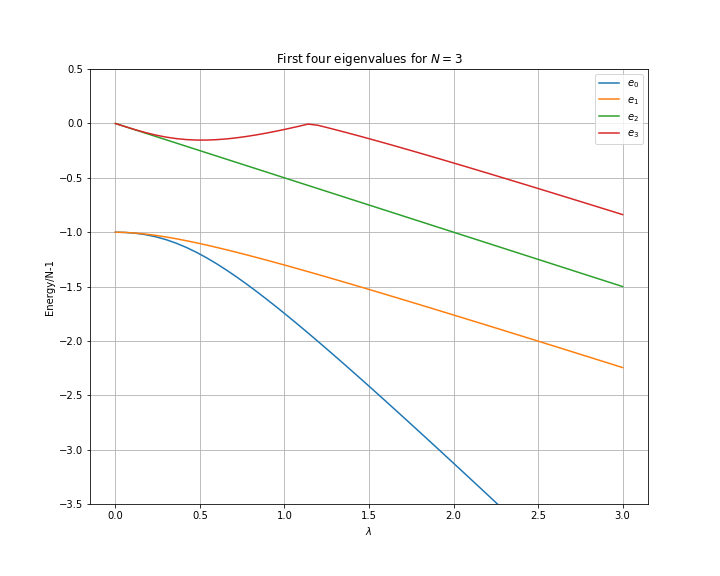 First four eigenvalues for N = 3
0.5
0.0
−0.5
−1.0
−1.5
−2.0
−2.5
−3.0
−3.5
Energy/N-1
e₀
e₁
e₂
e₃
0.0 0.5 1.0 1.5 2.0 2.5 3.0
λ